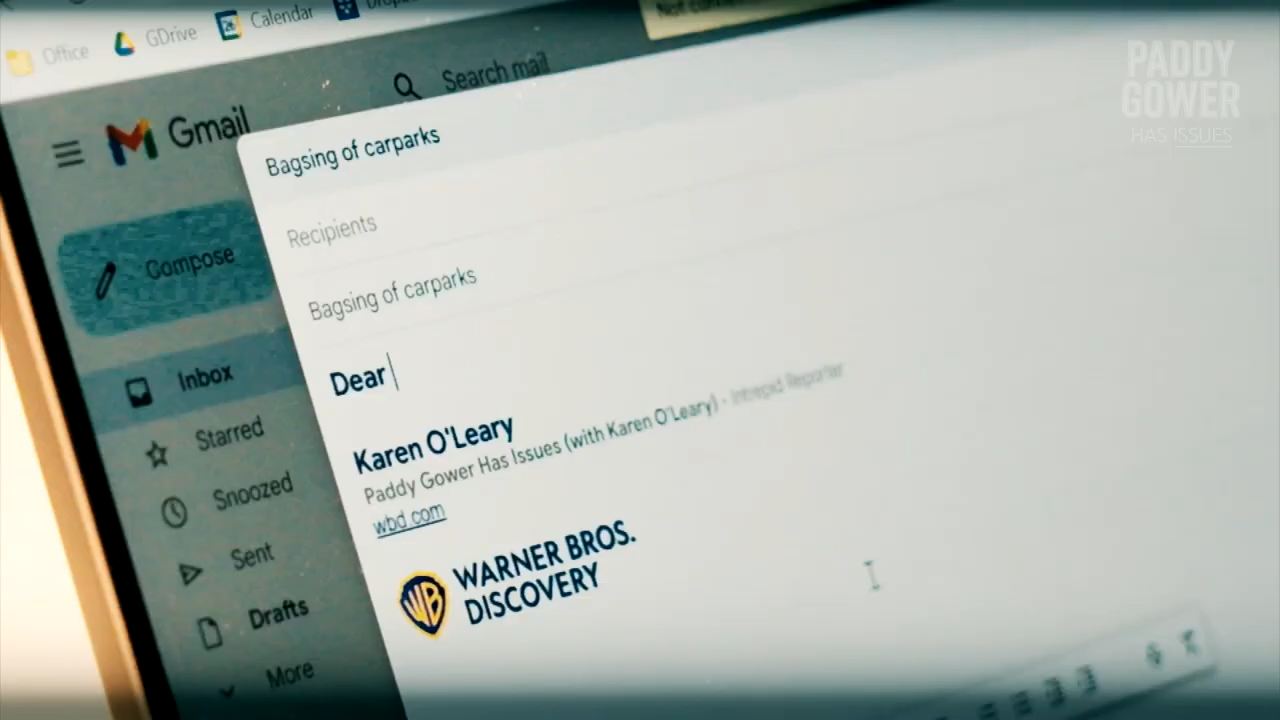 Office
GDrive
Calendar
Not
PADDY
GOWER
HAS ISSUES
Gmail
Search mail
Compose
Inbox
Starred
Snoozed
Sent
Drafts
More
Bagsing of carparks
Recipients
Bagsing of carparks
Dear
Karen O'Leary
Paddy Gower Has Issues (with Karen O'Leary) - Intrepid Reporter
wbd.com
WB
WARNER BROS.
DISCOVERY